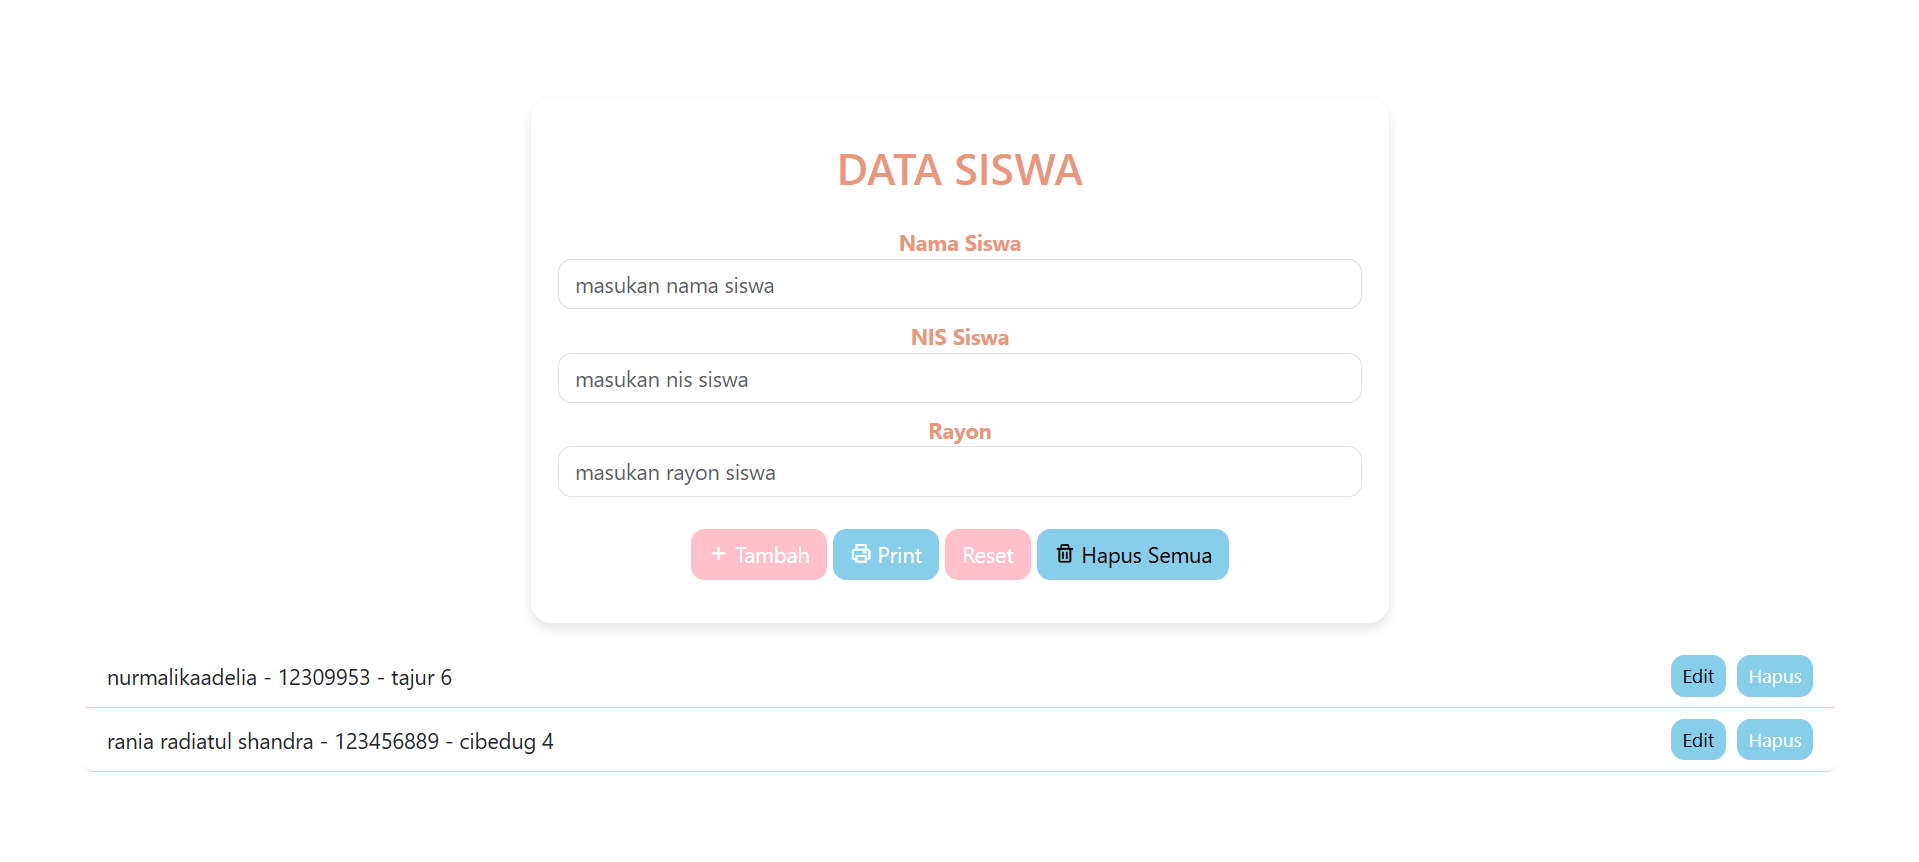 DATA SISWA
Nama Siswa
masukan nama siswa
NIS Siswa
masukan nis siswa
Rayon
masukan rayon siswa
+ Tambah Print Reset Hapus Semua
nurmalikaadelia - 12309953 - tajur 6 Edit Hapus
rania radiatul shandra - 123456889 - cibedug 4 Edit Hapus